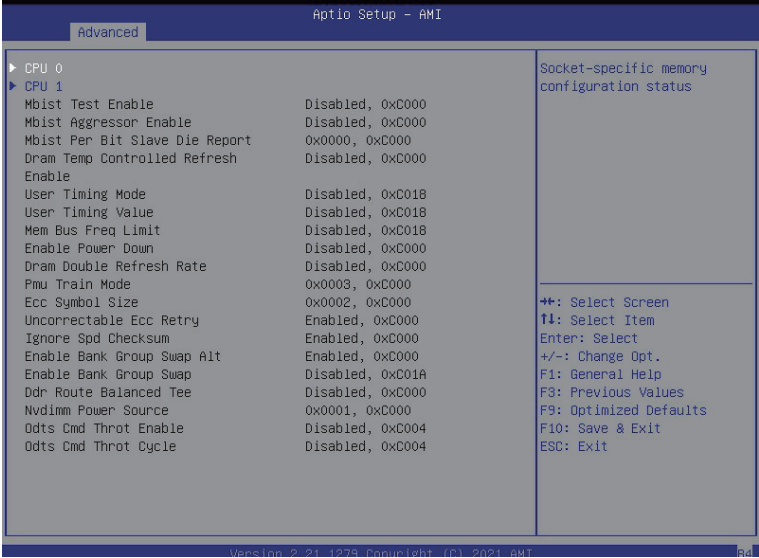 Aptio Setup – AMI
Advanced
CPU 0
CPU 1
Mbist Test Enable Disabled, 0xC000
Mbist Aggressor Enable Disabled, 0xC000
Mbist Per Bit Slave Die Report 0x0000, 0xC000
Dram Temp Controlled Refresh Disabled, 0xC000
Enable
User Timing Mode Disabled, 0xC018
User Timing Value Disabled, 0xC018
Mem Bus Freq Limit Disabled, 0xC018
Enable Power Down Disabled, 0xC000
Dram Double Refresh Rate Disabled, 0xC000
Pmu Train Mode 0x0003, 0xC000
Ecc Symbol Size 0x0002, 0xC000
Uncorrectable Ecc Retry Enabled, 0xC000
Ignore Spd Checksum Enabled, 0xC000
Enable Bank Group Swap Alt Enabled, 0xC000
Enable Bank Group Swap Disabled, 0xC01A
Ddr Route Balanced Tee Disabled, 0xC000
Nvdimm Power Source 0x0001, 0xC000
Odts Cmd Throt Enable Disabled, 0xC004
Odts Cmd Throt Cycle Disabled, 0xC004
Socket-specific memory
configuration status
→←: Select Screen
↑↓: Select Item
Enter: Select
+/-: Change Opt.
F1: General Help
F3: Previous Values
F9: Optimized Defaults
F10: Save & Exit
ESC: Exit
Version 2.21.1279 Copyright (C) 2021 AMI
B4